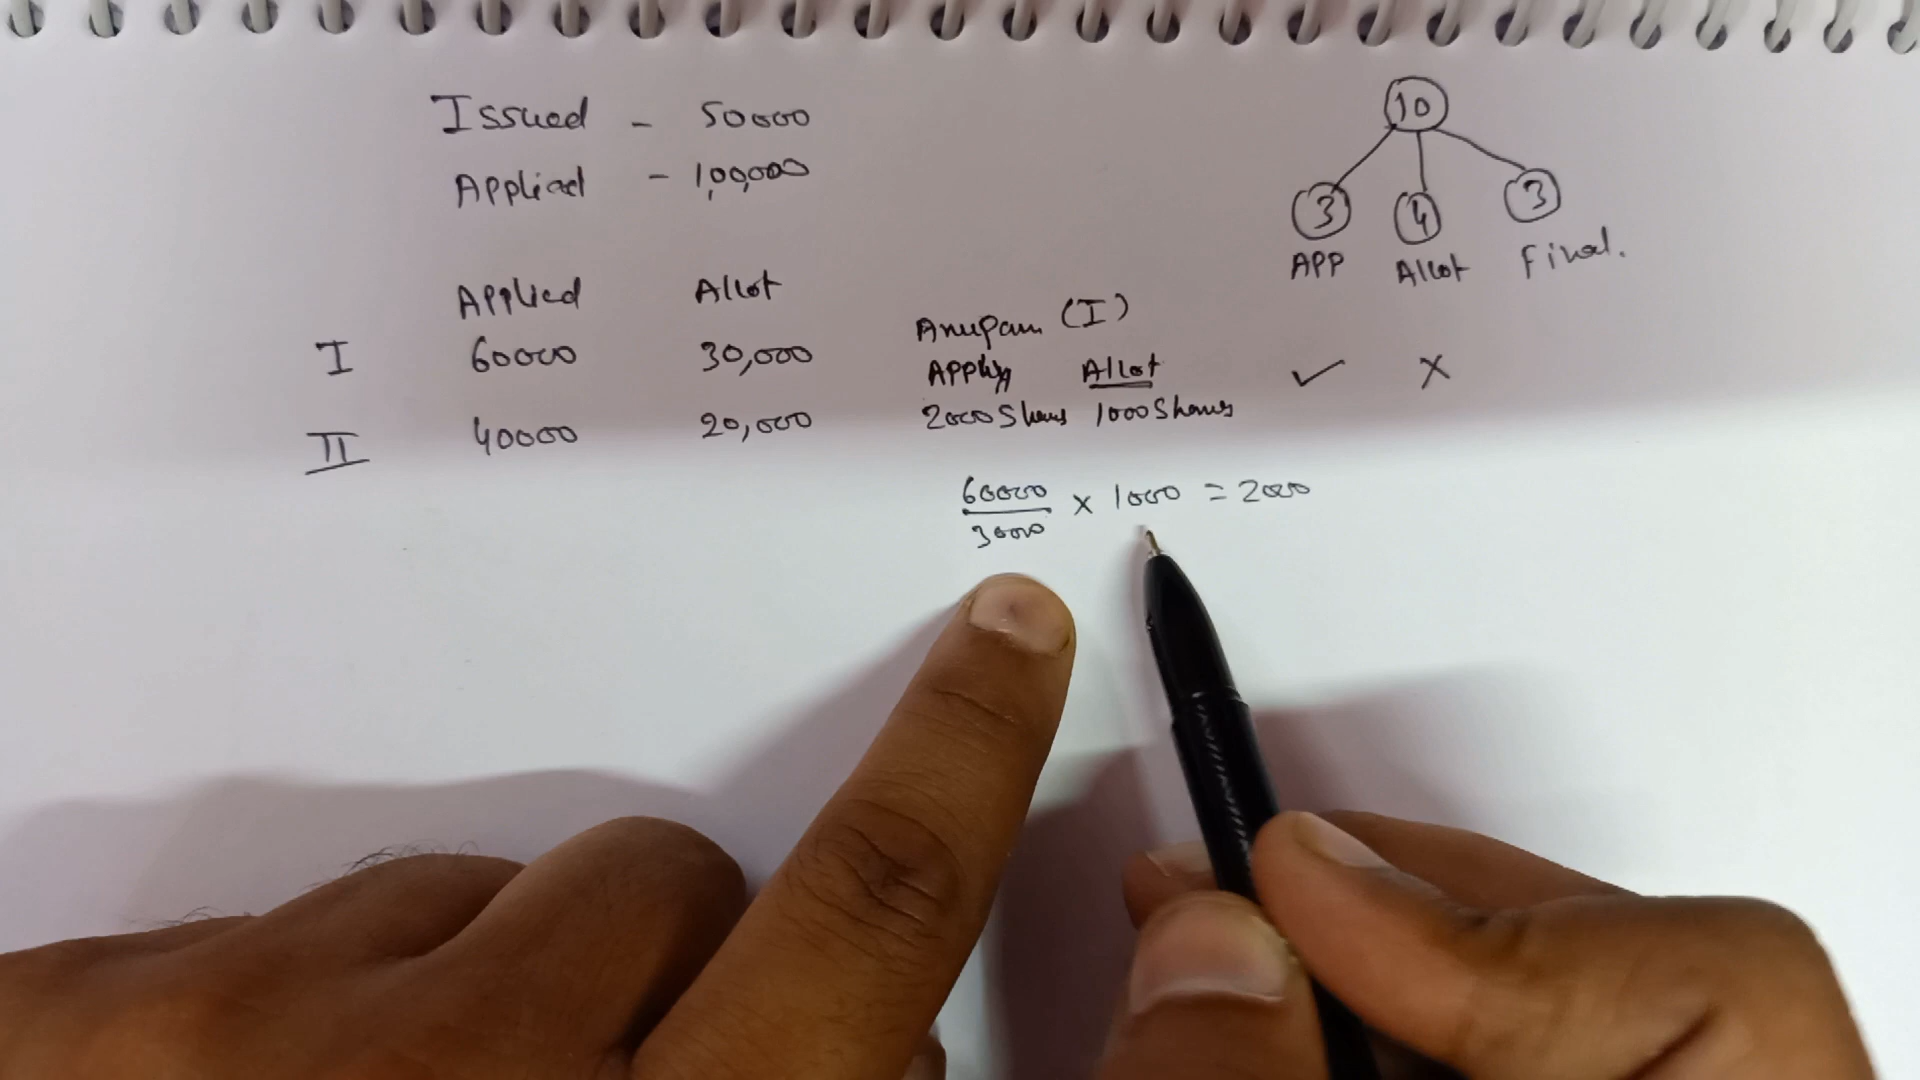 Issued - 50000
Applied - 1,00,000
10
3 4 3
APP Allot Final.
Applied Allot
I 60000 30,000
II 40000 20,000
Anupam (I)
Apply Allot ✓ X
2000 Shares 1000 Shares
60000
30000
× 1000 = 2000